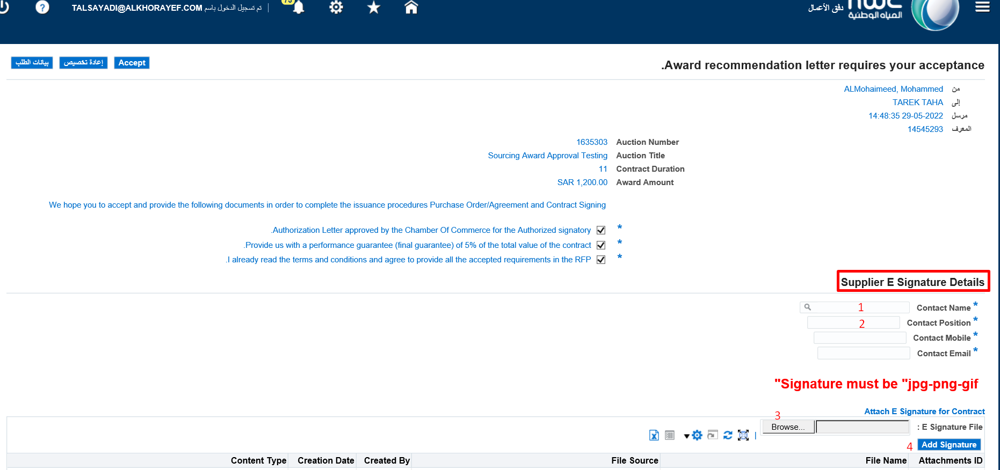 دفق الأعمال
nwc
المياه الوطنية
73
تم تسجيل الدخول باسم TALSAYADI@ALKHORAYEF.COM
?
.Award recommendation letter requires your acceptance
Accept
إعادة تخصيص
بيانات الطلب
من ALMohaimeed, Mohammed
إلى TAREK TAHA
مرسل 14:48:35 29-05-2022
المعرف 14545293
Auction Number 1635303
Auction Title Sourcing Award Approval Testing
Contract Duration 11
Award Amount SAR 1,200.00
We hope you to accept and provide the following documents in order to complete the issuance procedures Purchase Order/Agreement and Contract Signing
* .Authorization Letter approved by the Chamber Of Commerce for the Authorized signatory
* .Provide us with a performance guarantee (final guarantee) of 5% of the total value of the contract
* .I already read the terms and conditions and agree to provide all the accepted requirements in the RFP
Supplier E Signature Details
* Contact Name 1
* Contact Position 2
* Contact Mobile
* Contact Email
"Signature must be "jpg-png-gif
Attach E Signature for Contract
3
: E Signature File Browse...
Add Signature 4
Attachments ID File Name File Source Created By Creation Date Content Type